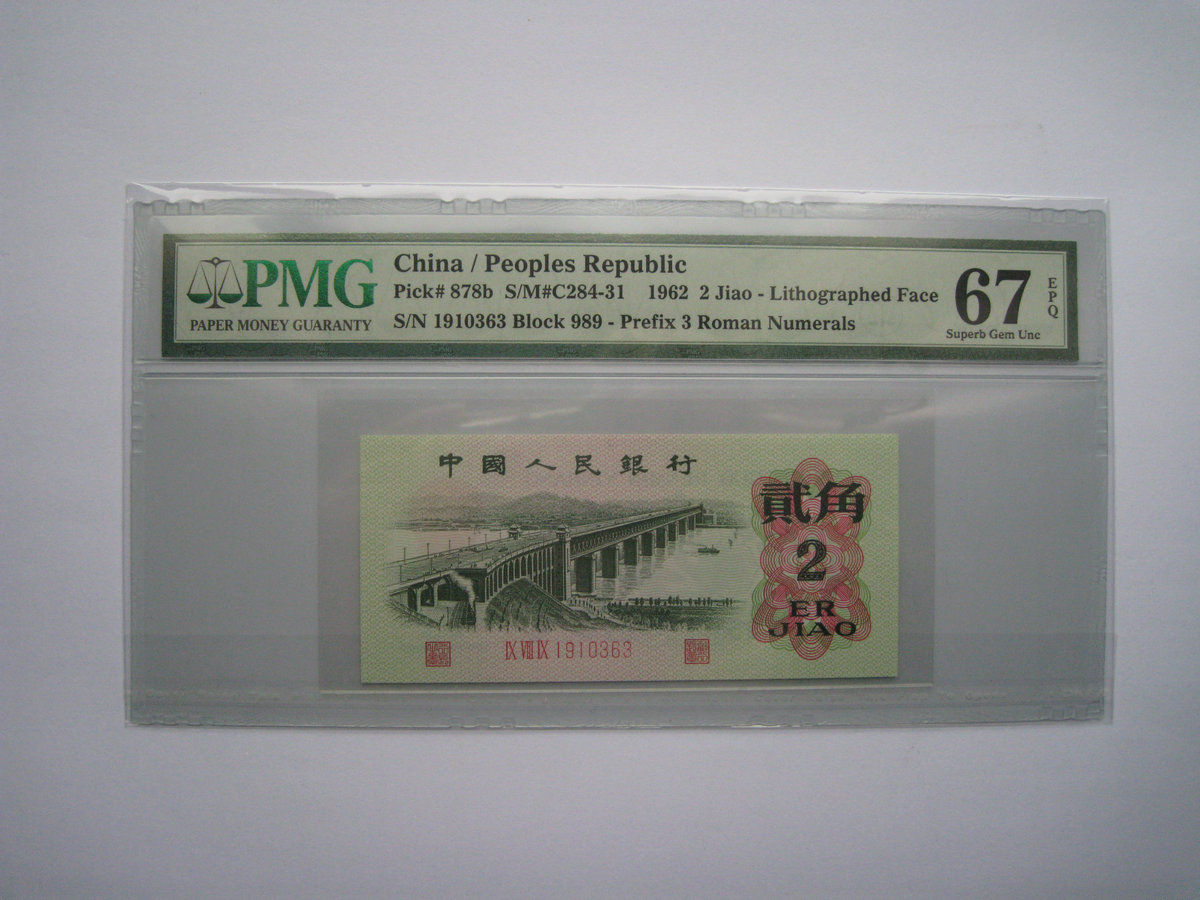 PMG
PAPER MONEY GUARANTY
China / Peoples Republic
Pick# 878b S/M#C284-31 1962 2 Jiao - Lithographed Face
S/N 1910363 Block 989 - Prefix 3 Roman Numerals
67
EPQ
Superb Gem Unc
中國人民銀行
貳角
2
ER
JIAO
IX VIII IX 1910363